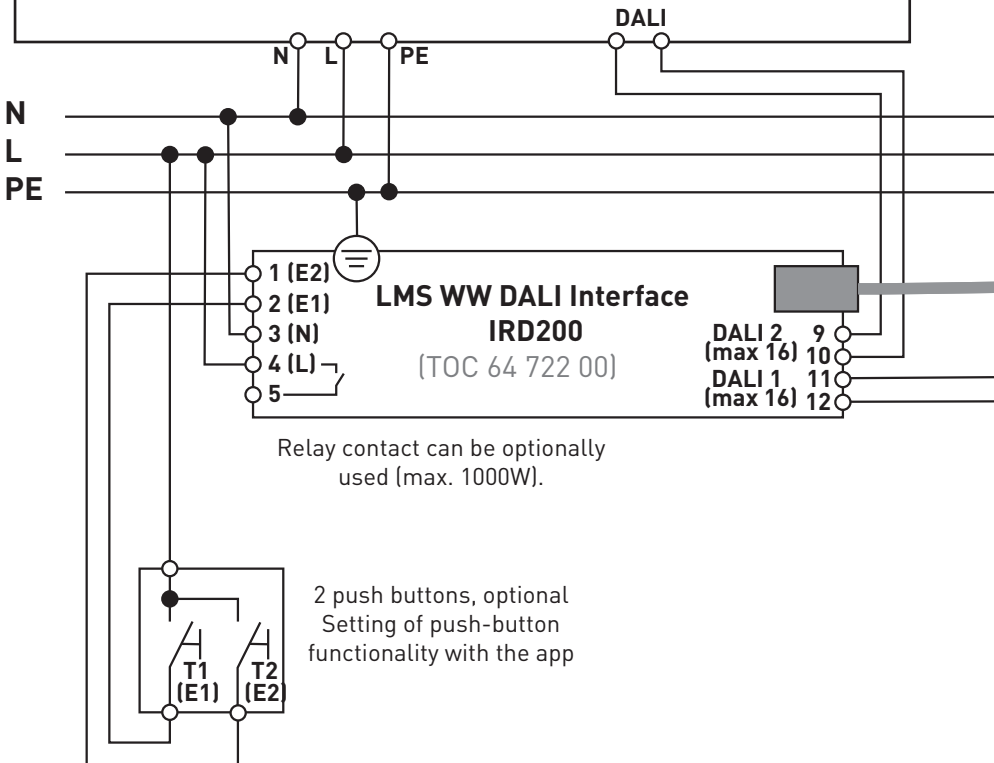 DALI
N L PE
N
L
PE
1 (E2)
2 (E1)
3 (N)
4 (L)
5
LMS WW DALI Interface
IRD200
(TOC 64 722 00)
DALI 2 9
(max 16) 10
DALI 1 11
(max 16) 12
Relay contact can be optionally
used (max. 1000W).
2 push buttons, optional
Setting of push-button
functionality with the app
T1 T2
(E1) (E2)